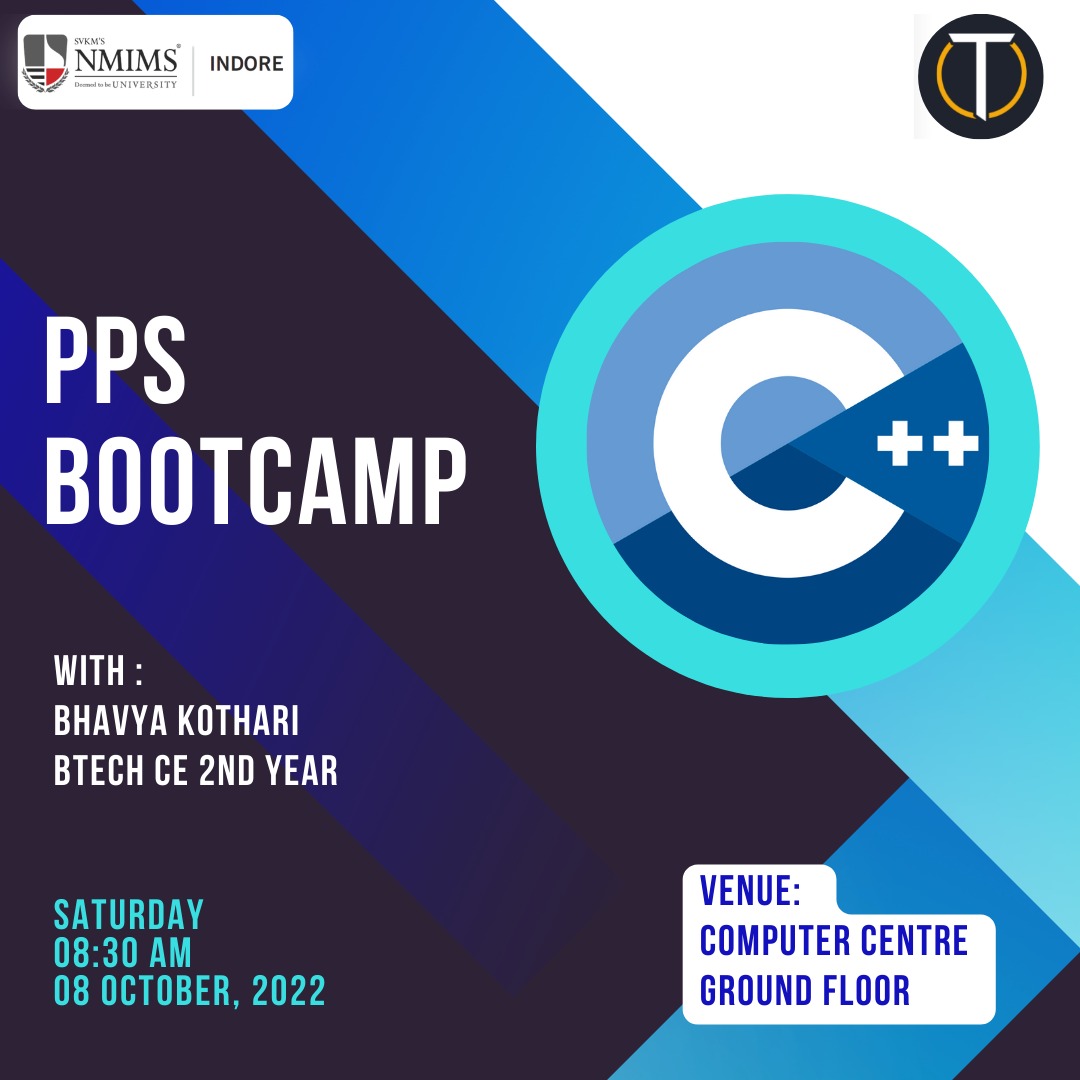 SVKM'S
NMIMS
Deemed to be UNIVERSITY
INDORE
T
C
++
PPS
BOOTCAMP
WITH :
BHAVYA KOTHARI
BTECH CE 2ND YEAR
SATURDAY
08:30 AM
08 OCTOBER, 2022
VENUE:
COMPUTER CENTRE
GROUND FLOOR